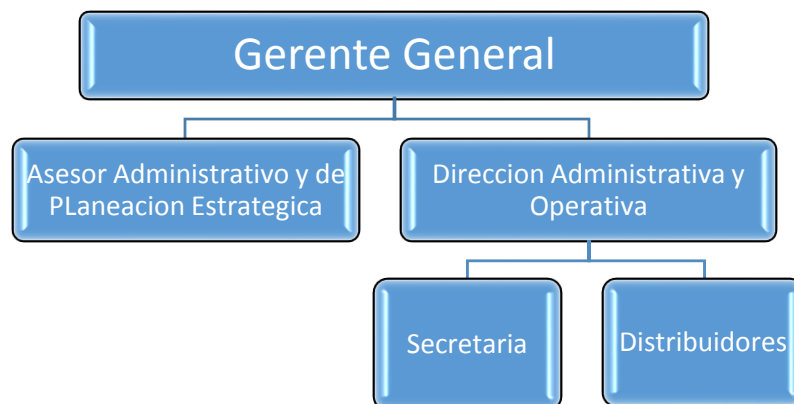 Gerente General
Asesor Administrativo y de
PLaneacion Estrategica
Direccion Administrativa y
Operativa
Secretaria
Distribuidores